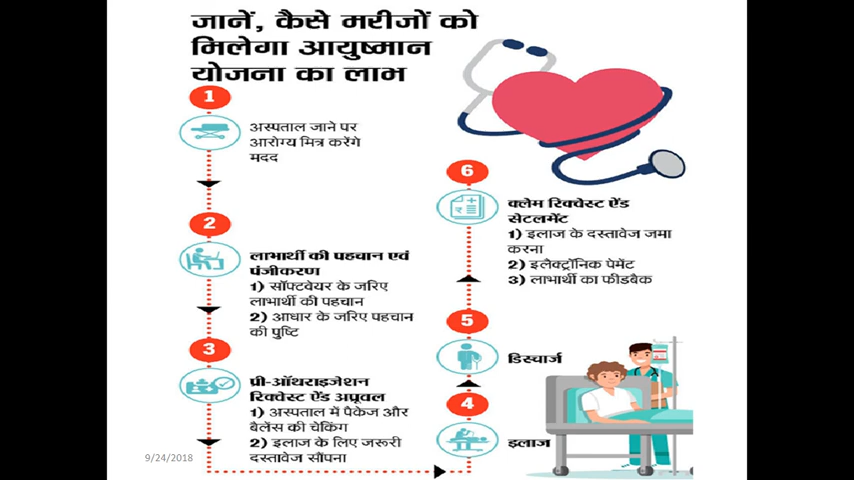 जानें, कैसे मरीजों को
मिलेगा आयुष्मान
योजना का लाभ
1
अस्पताल जाने पर
आरोग्य मित्र करेंगे
मदद
2
लाभार्थी की पहचान एवं
पंजीकरण
1) सॉफ्टवेयर के जरिए
लाभार्थी की पहचान
2) आधार के जरिए पहचान
की पुष्टि
3
प्री-ऑथराइजेशन
रिक्वेस्ट ऐंड अप्रूवल
1) अस्पताल में पैकेज और
बैलेंस की चेकिंग
2) इलाज के लिए जरूरी
दस्तावेज सौंपना
4
इलाज
5
डिस्चार्ज
6
क्लेम रिक्वेस्ट ऐंड
सेटलमेंट
1) इलाज के दस्तावेज जमा
करना
2) इलैक्ट्रॉनिक पेमेंट
3) लाभार्थी का फीडबैक
9/24/2018